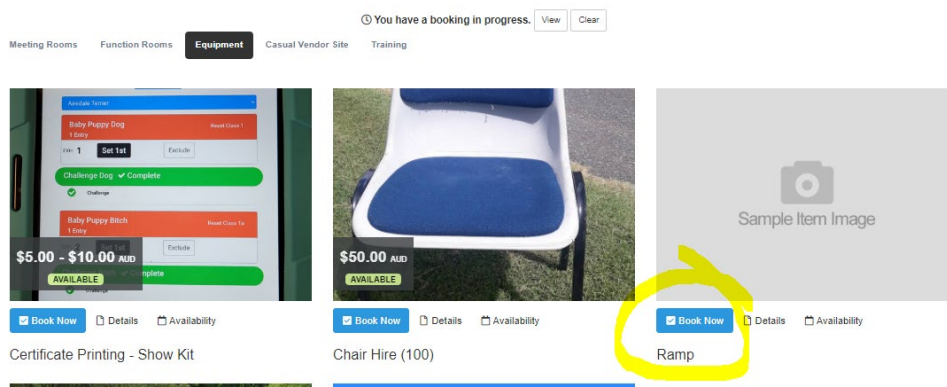 You have a booking in progress. View Clear
Meeting Rooms Function Rooms Equipment Casual Vendor Site Training
Airedale Terrier
Baby Puppy Dog
Reset Class 1
1 Entry
1 Set 1st Exclude
Challenge Dog ✔ Complete
Challenge
Baby Puppy Bitch
1 Entry
2 Set 1st Exclude
$5.00 - $10.00 AUD
AVAILABLE
Complete
Challenge
Book Now Details Availability
Certificate Printing - Show Kit
$50.00 AUD
AVAILABLE
Book Now Details Availability
Chair Hire (100)
Sample Item Image
Book Now Details Availability
Ramp